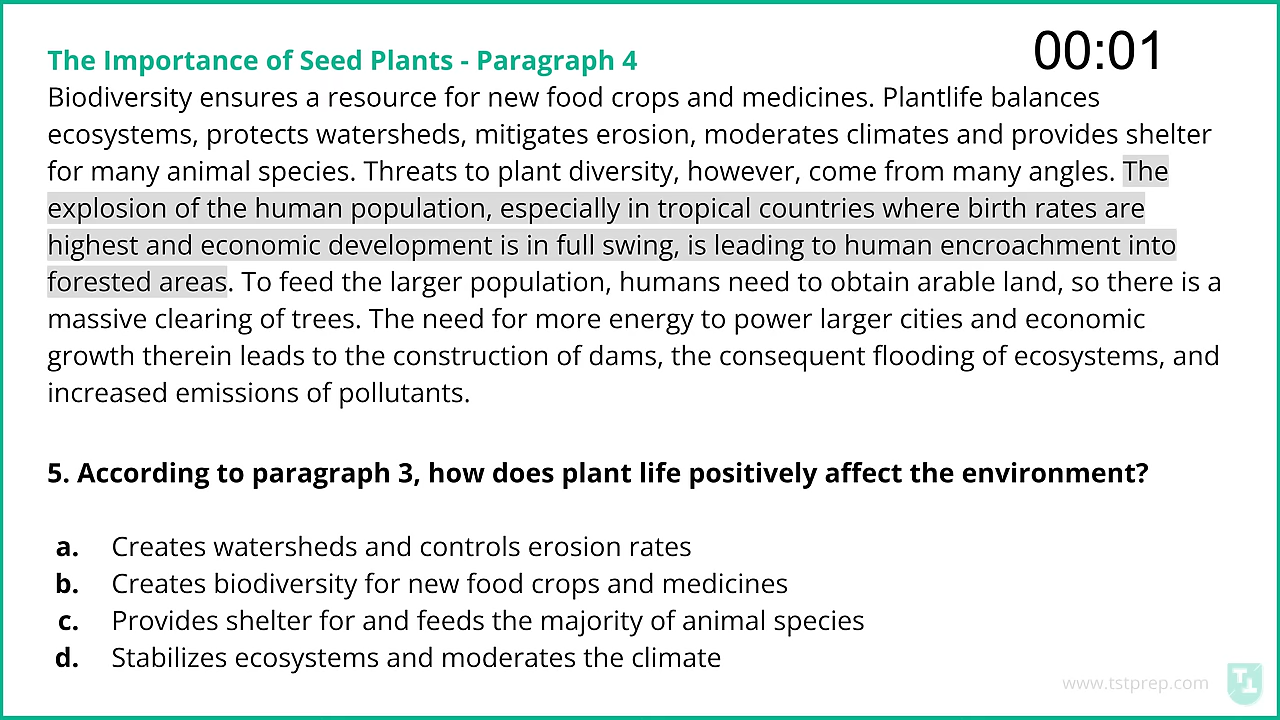 The Importance of Seed Plants - Paragraph 4
00:01
Biodiversity ensures a resource for new food crops and medicines. Plantlife balances
ecosystems, protects watersheds, mitigates erosion, moderates climates and provides shelter
for many animal species. Threats to plant diversity, however, come from many angles. The
explosion of the human population, especially in tropical countries where birth rates are
highest and economic development is in full swing, is leading to human encroachment into
forested areas. To feed the larger population, humans need to obtain arable land, so there is a
massive clearing of trees. The need for more energy to power larger cities and economic
growth therein leads to the construction of dams, the consequent flooding of ecosystems, and
increased emissions of pollutants.
5. According to paragraph 3, how does plant life positively affect the environment?
a. Creates watersheds and controls erosion rates
b. Creates biodiversity for new food crops and medicines
c. Provides shelter for and feeds the majority of animal species
d. Stabilizes ecosystems and moderates the climate
www.tstprep.com